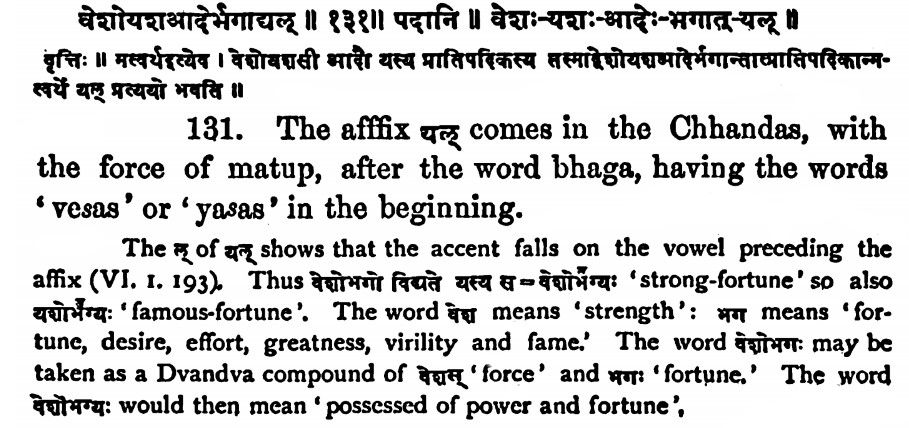 वेशोयशआदेर्भगाद्यल् ॥ १३१॥ पदानि ॥ वेशः-यशः-आदेः-भगात्-यल् ॥
वृत्तिः ॥ मत्वर्थइत्येव । वेशोयशसी आदी यस्य प्रातिपदिकस्य तस्माद्वेशोयशआदेर्भगान्तात्प्रातिपदिकान्म-
त्वर्थे यल् प्रत्ययो भवति ॥
131. The afffix यल् comes in the Chhandas, with
the force of matup, after the word bhaga, having the words
‘vesas’ or ‘yasas’ in the beginning.
The ल् of यल् shows that the accent falls on the vowel preceding the
affix (VI. 1. 193). Thus वेशोभगो विद्यते यस्य स = वेशोभग्यः ‘strong-fortune’ so also
यशोभग्यः ‘famous-fortune’. The word वेश means ‘strength’: भग means ‘for-
tune, desire, effort, greatness, virility and fame.’ The word वेशोभगः may be
taken as a Dvandva compound of वेशस् ‘force’ and भगः ‘fortune.’ The word
वेशोभग्यः would then mean ‘possessed of power and fortune’.